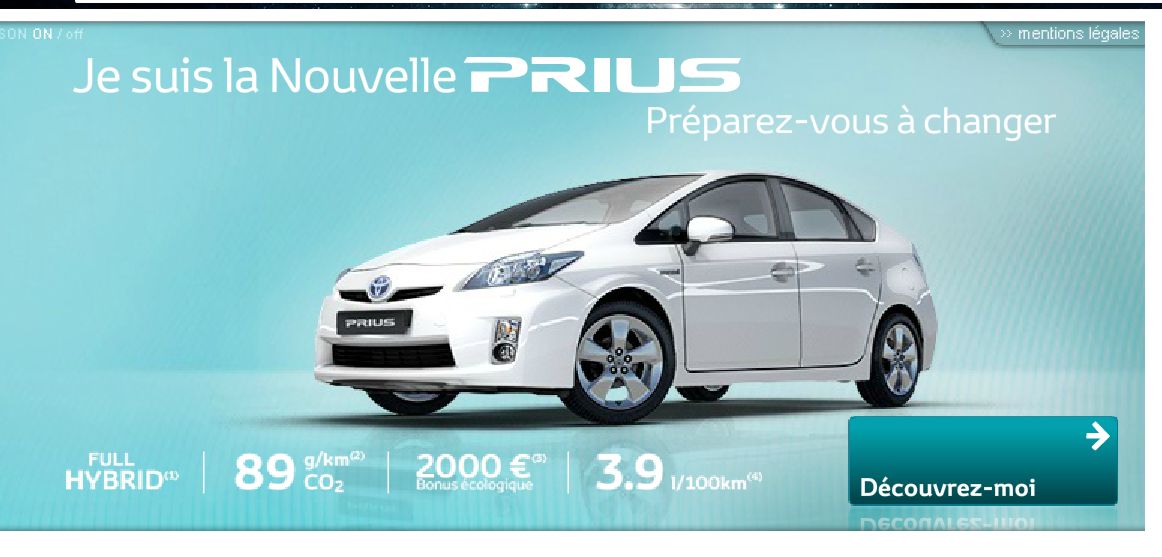 SON ON / off
>> mentions légales
Je suis la Nouvelle PRIUS
Préparez-vous à changer
PRIUS
FULL
HYBRID(1)
89 g/km(2)
CO2
2000 €(3)
Bonus écologique
3.9 l/100km(4)
Découvrez-moi